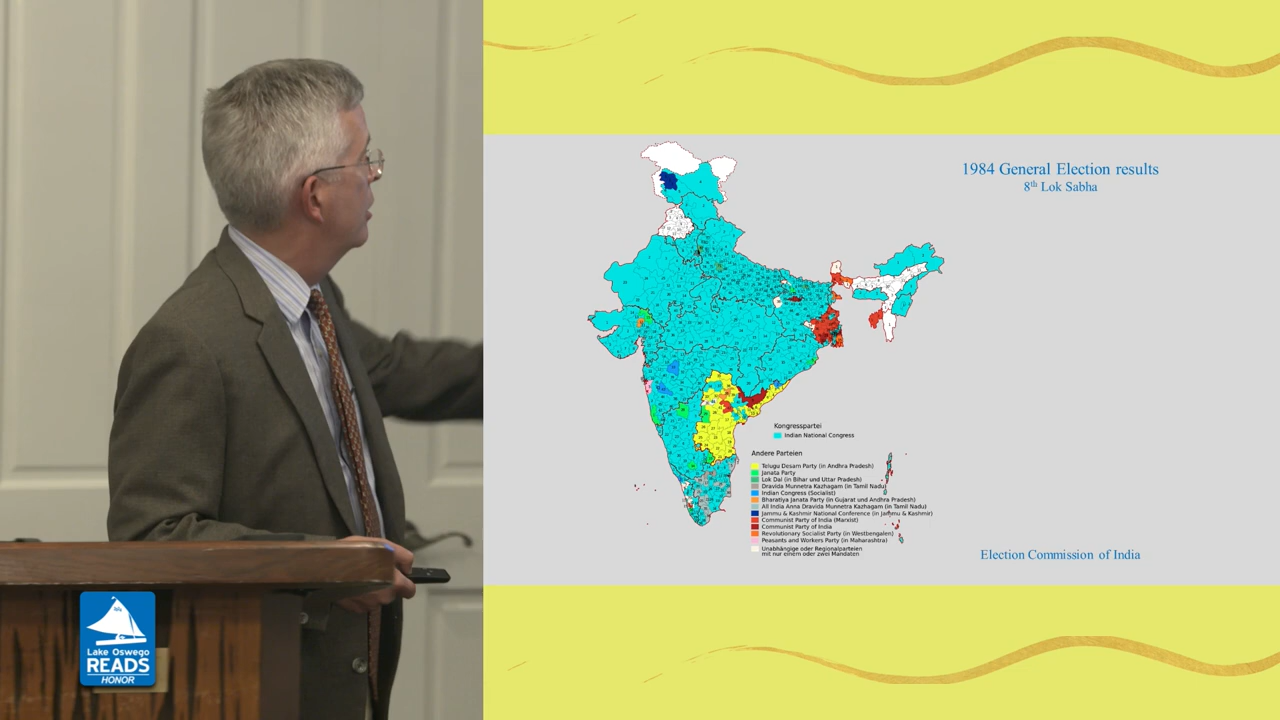 1984 General Election results
8th Lok Sabha
Kongresspartei
Indian National Congress
Andere Parteien
Telugu Desam Party (in Andhra Pradesh)
Janata Party
Lok Dal (in Bihar und Uttar Pradesh)
Dravida Munnetra Kazhagam (in Tamil Nadu)
Indian Congress (Socialist)
Bharatiya Janata Party (in Gujarat und Andhra Pradesh)
All India Anna Dravida Munnetra Kazhagam (in Tamil Nadu)
Jammu & Kashmir National Conference (in Jammu & Kashmir)
Communist Party of India (Marxist)
Communist Party of India
Revolutionary Socialist Party (in Westbengalen)
Peasants and Workers Party (in Maharashtra)
Unabhängige oder Regionalparteien
mit nur einem oder zwei Mandaten
Election Commission of India
Lake Oswego
READS
HONOR